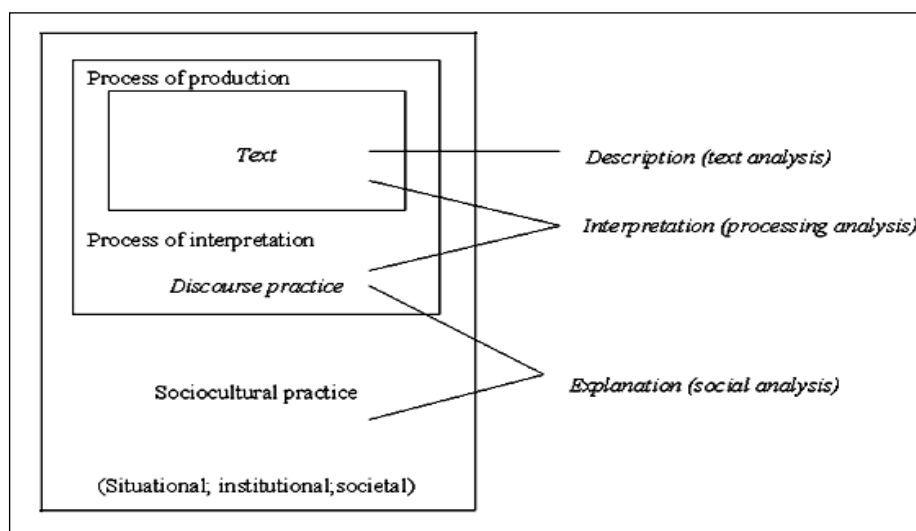 Process of production
Text
Description (text analysis)
Interpretation (processing analysis)
Process of interpretation
Discourse practice
Explanation (social analysis)
Sociocultural practice
(Situational; institutional;societal)